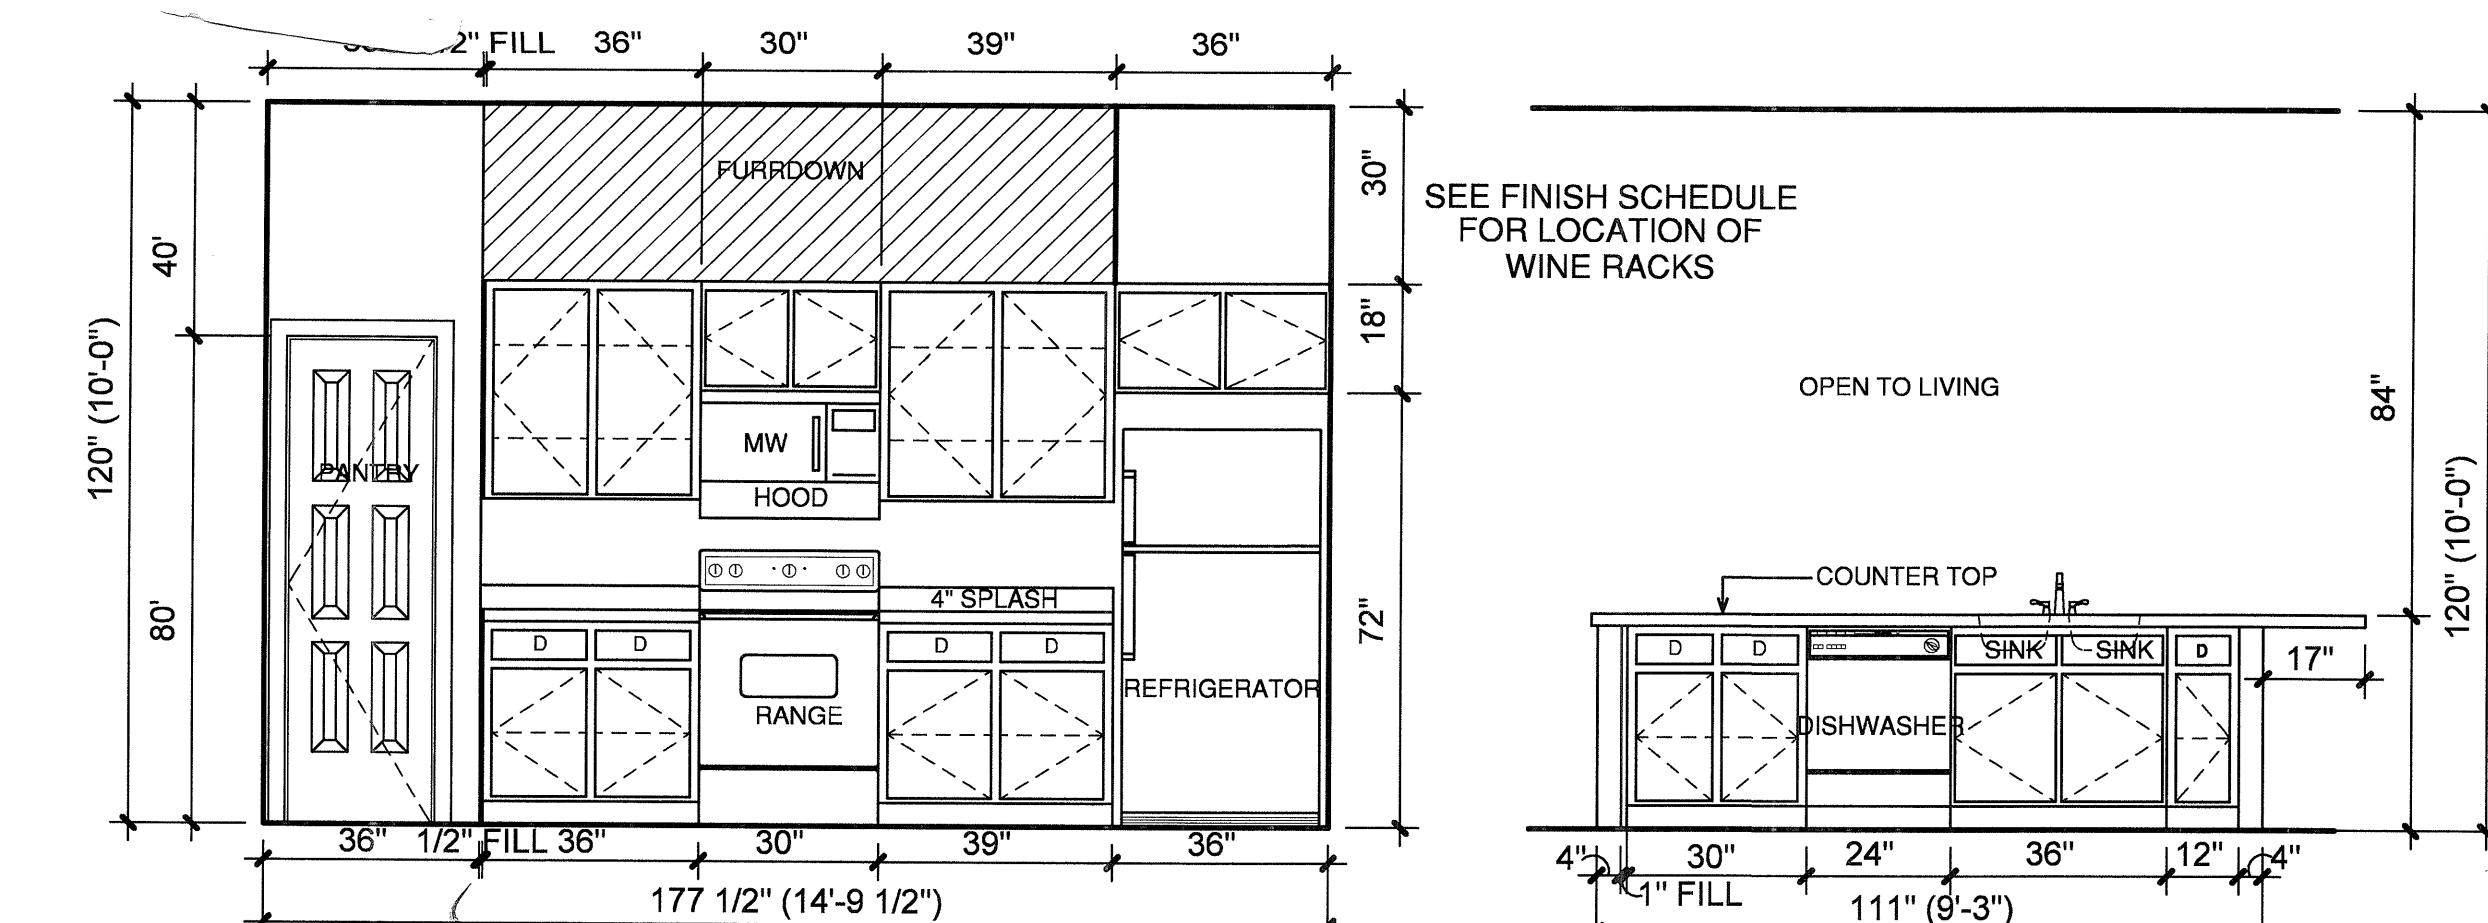 2" FILL 36" 30" 39" 36"
FURRDOWN
40'
120" (10'-0")
80'
PANTRY
MW
HOOD
4" SPLASH
D D
D D
RANGE
REFRIGERATOR
30"
18"
72"
36" 1/2" FILL 36" 30" 39" 36"
177 1/2" (14'-9 1/2")
SEE FINISH SCHEDULE
FOR LOCATION OF
WINE RACKS
OPEN TO LIVING
84"
120" (10'-0")
COUNTER TOP
D D SINK SINK D
17"
DISHWASHER
4" 30" 24" 36" 12" 4"
1" FILL
111" (9'-3")